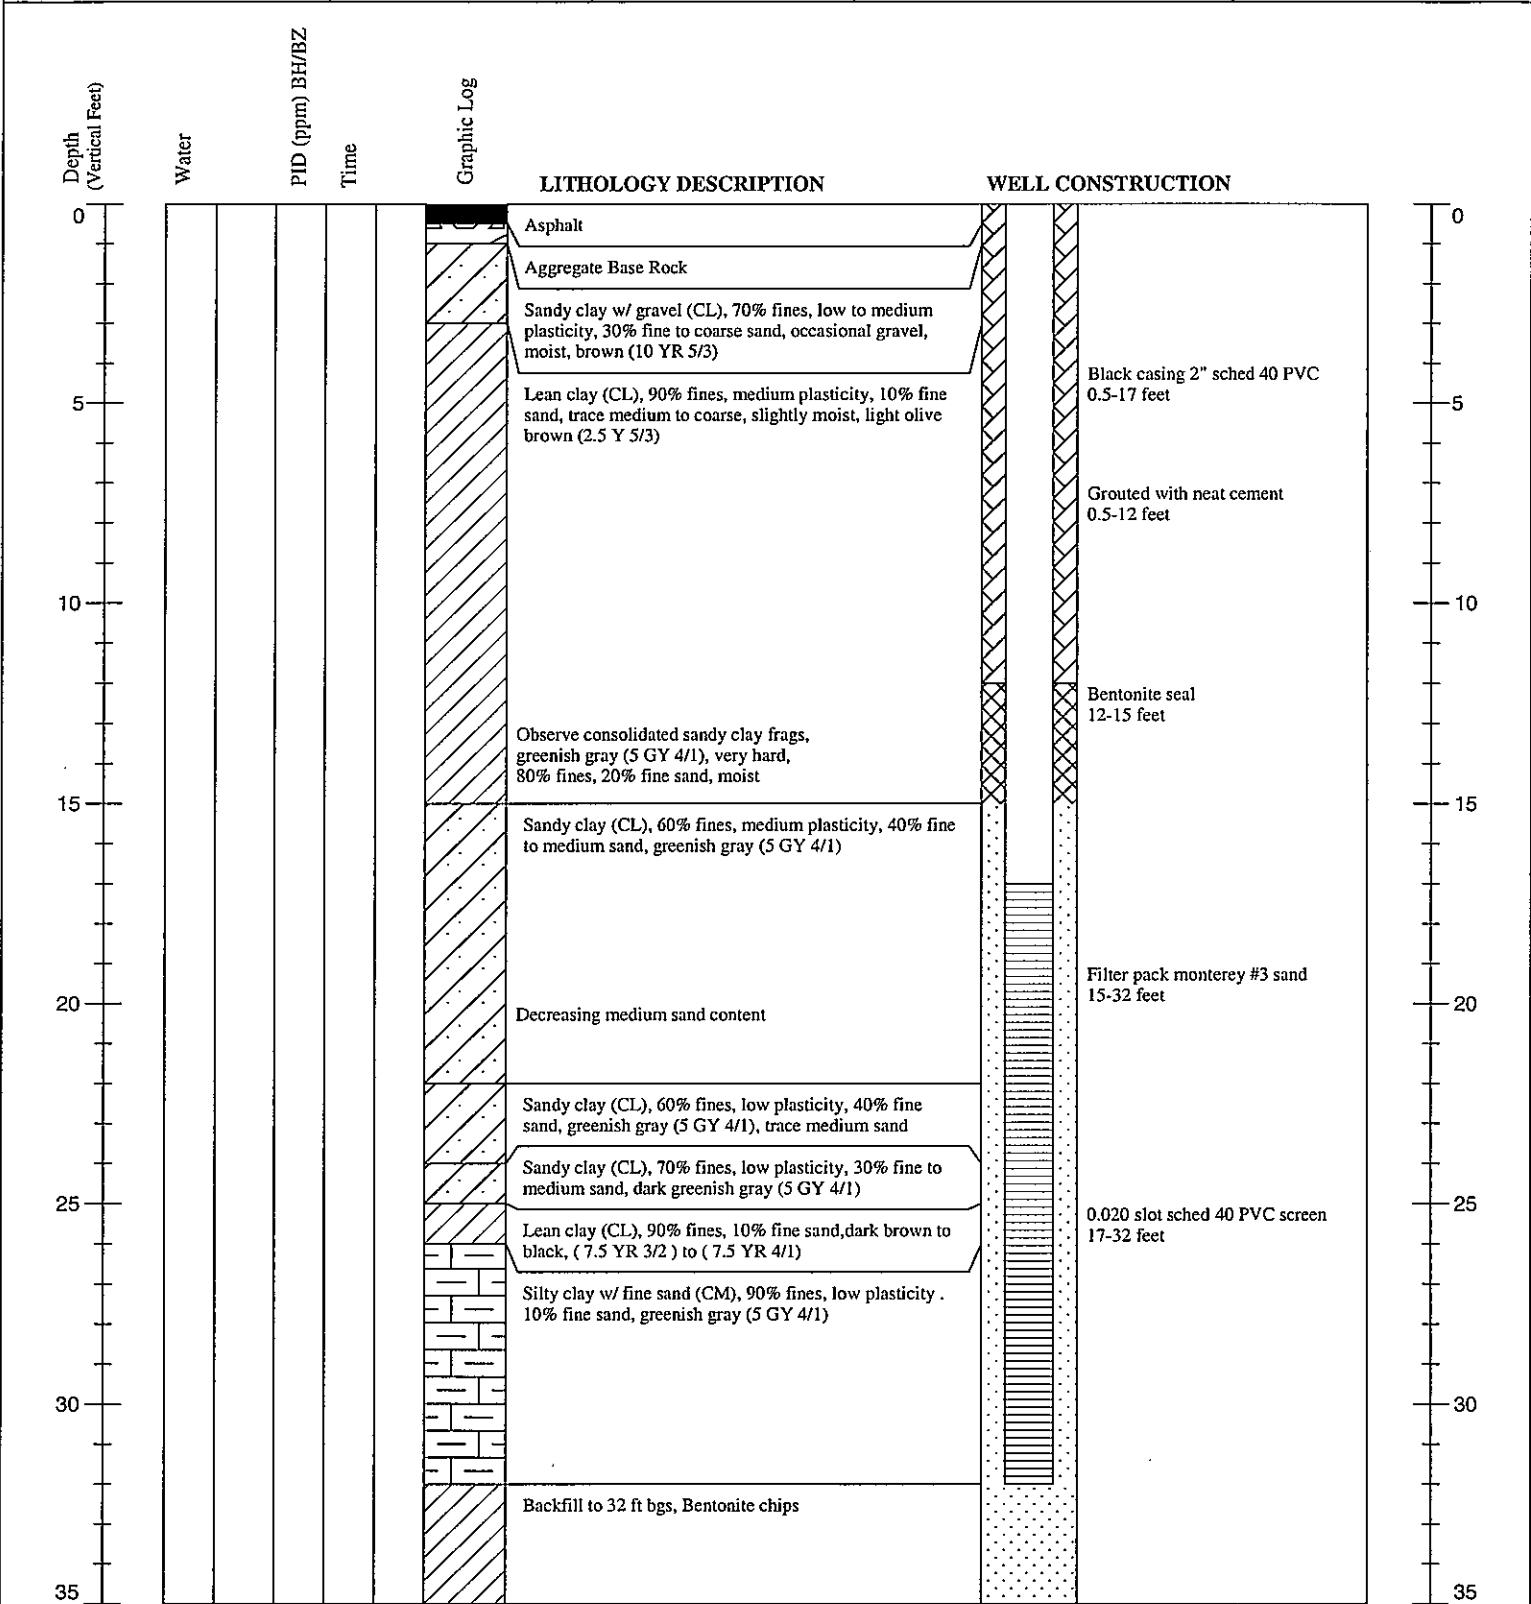 Depth
(Vertical Feet)
Water
PID (ppm) BH/BZ
Time
Graphic Log
LITHOLOGY DESCRIPTION
WELL CONSTRUCTION
0
5
10
15
20
25
30
35
Asphalt
Aggregate Base Rock
Sandy clay w/ gravel (CL), 70% fines, low to medium
plasticity, 30% fine to coarse sand, occasional gravel,
moist, brown (10 YR 5/3)
Lean clay (CL), 90% fines, medium plasticity, 10% fine
sand, trace medium to coarse, slightly moist, light olive
brown (2.5 Y 5/3)
Observe consolidated sandy clay frags,
greenish gray (5 GY 4/1), very hard,
80% fines, 20% fine sand, moist
Sandy clay (CL), 60% fines, medium plasticity, 40% fine
to medium sand, greenish gray (5 GY 4/1)
Decreasing medium sand content
Sandy clay (CL), 60% fines, low plasticity, 40% fine
sand, greenish gray (5 GY 4/1), trace medium sand
Sandy clay (CL), 70% fines, low plasticity, 30% fine to
medium sand, dark greenish gray (5 GY 4/1)
Lean clay (CL), 90% fines, 10% fine sand,dark brown to
black, ( 7.5 YR 3/2 ) to ( 7.5 YR 4/1)
Silty clay w/ fine sand (CM), 90% fines, low plasticity .
10% fine sand, greenish gray (5 GY 4/1)
Backfill to 32 ft bgs, Bentonite chips
Black casing 2" sched 40 PVC
0.5-17 feet
Grouted with neat cement
0.5-12 feet
Bentonite seal
12-15 feet
Filter pack monterey #3 sand
15-32 feet
0.020 slot sched 40 PVC screen
17-32 feet
0
5
10
15
20
25
30
35